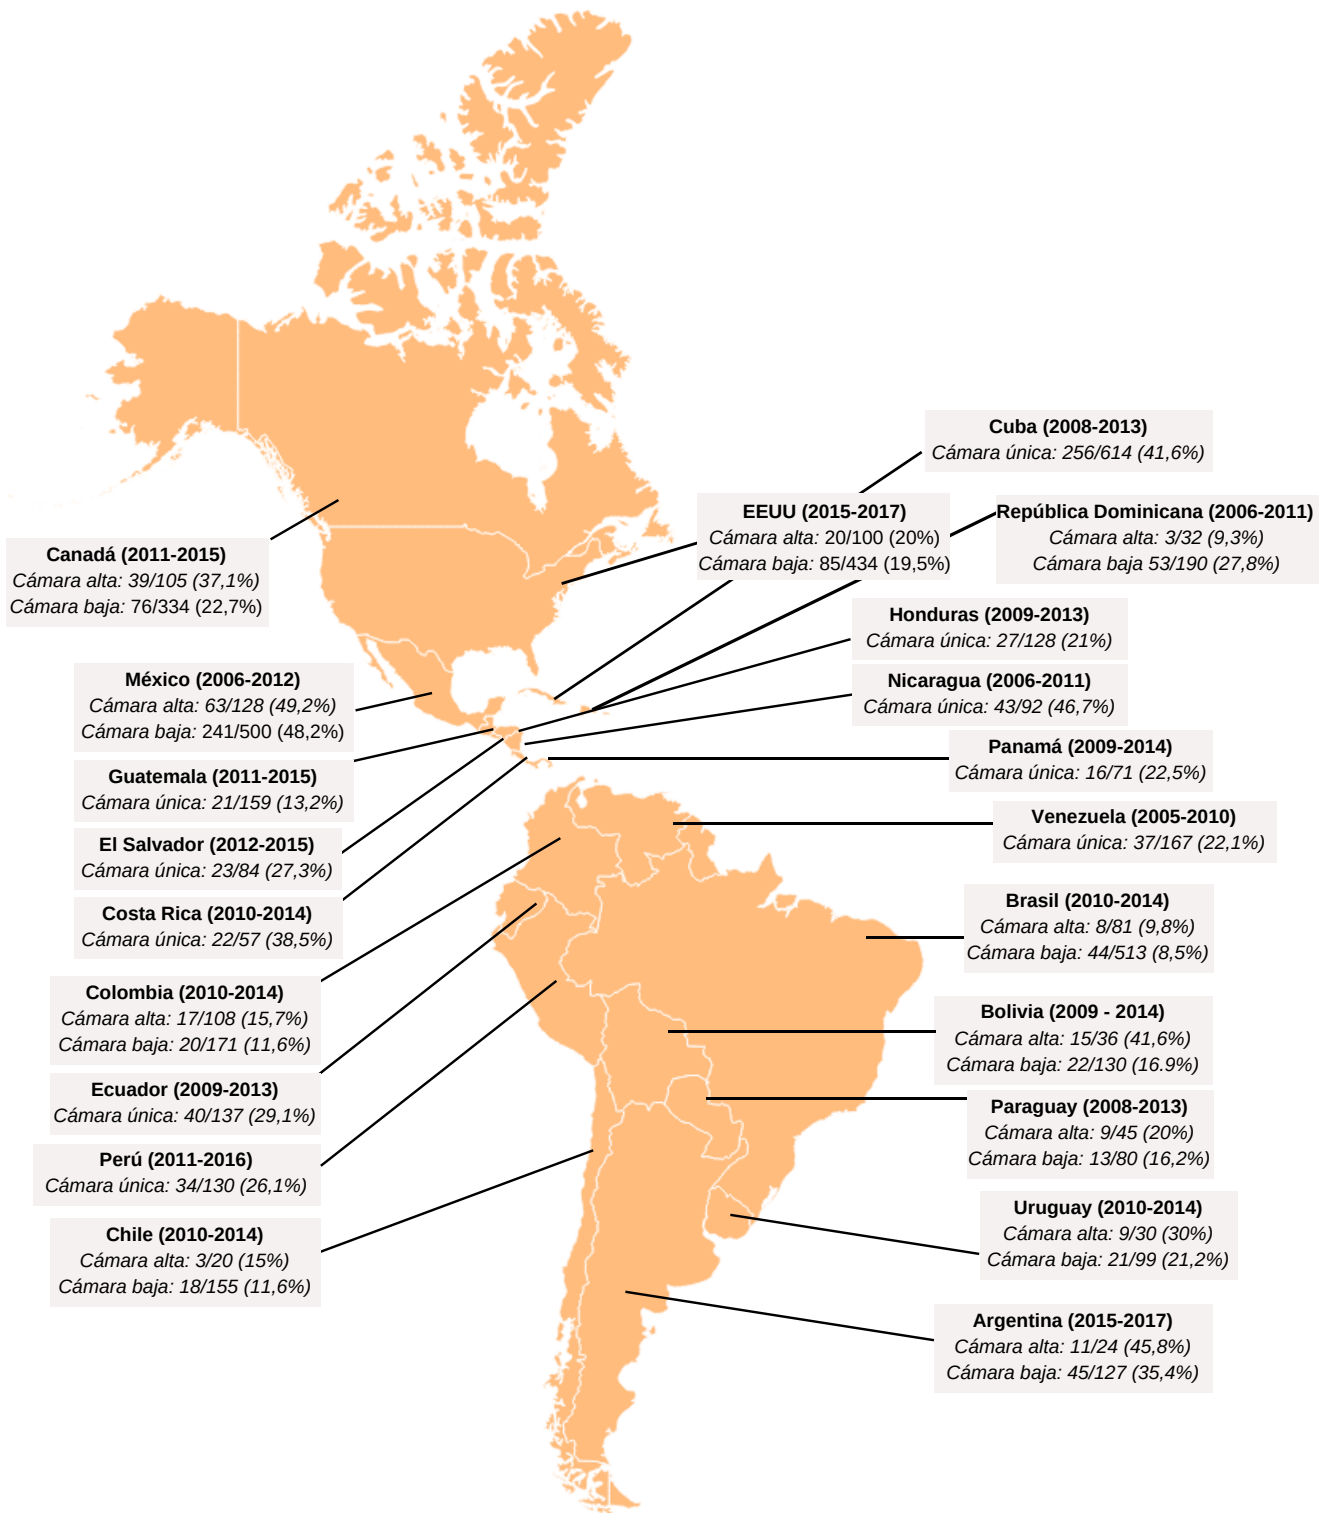 Cuba (2008-2013)
Cámara única: 256/614 (41,6%)
EEUU (2015-2017)
Cámara alta: 20/100 (20%)
Cámara baja: 85/434 (19,5%)
República Dominicana (2006-2011)
Cámara alta: 3/32 (9,3%)
Cámara baja 53/190 (27,8%)
Canadá (2011-2015)
Cámara alta: 39/105 (37,1%)
Cámara baja: 76/334 (22,7%)
Honduras (2009-2013)
Cámara única: 27/128 (21%)
México (2006-2012)
Cámara alta: 63/128 (49,2%)
Cámara baja: 241/500 (48,2%)
Nicaragua (2006-2011)
Cámara única: 43/92 (46,7%)
Panamá (2009-2014)
Cámara única: 16/71 (22,5%)
Guatemala (2011-2015)
Cámara única: 21/159 (13,2%)
Venezuela (2005-2010)
Cámara única: 37/167 (22,1%)
El Salvador (2012-2015)
Cámara única: 23/84 (27,3%)
Costa Rica (2010-2014)
Cámara única: 22/57 (38,5%)
Brasil (2010-2014)
Cámara alta: 8/81 (9,8%)
Cámara baja: 44/513 (8,5%)
Colombia (2010-2014)
Cámara alta: 17/108 (15,7%)
Cámara baja: 20/171 (11,6%)
Bolivia (2009 - 2014)
Cámara alta: 15/36 (41,6%)
Cámara baja: 22/130 (16.9%)
Ecuador (2009-2013)
Cámara única: 40/137 (29,1%)
Paraguay (2008-2013)
Cámara alta: 9/45 (20%)
Cámara baja: 13/80 (16,2%)
Perú (2011-2016)
Cámara única: 34/130 (26,1%)
Uruguay (2010-2014)
Cámara alta: 9/30 (30%)
Cámara baja: 21/99 (21,2%)
Chile (2010-2014)
Cámara alta: 3/20 (15%)
Cámara baja: 18/155 (11,6%)
Argentina (2015-2017)
Cámara alta: 11/24 (45,8%)
Cámara baja: 45/127 (35,4%)